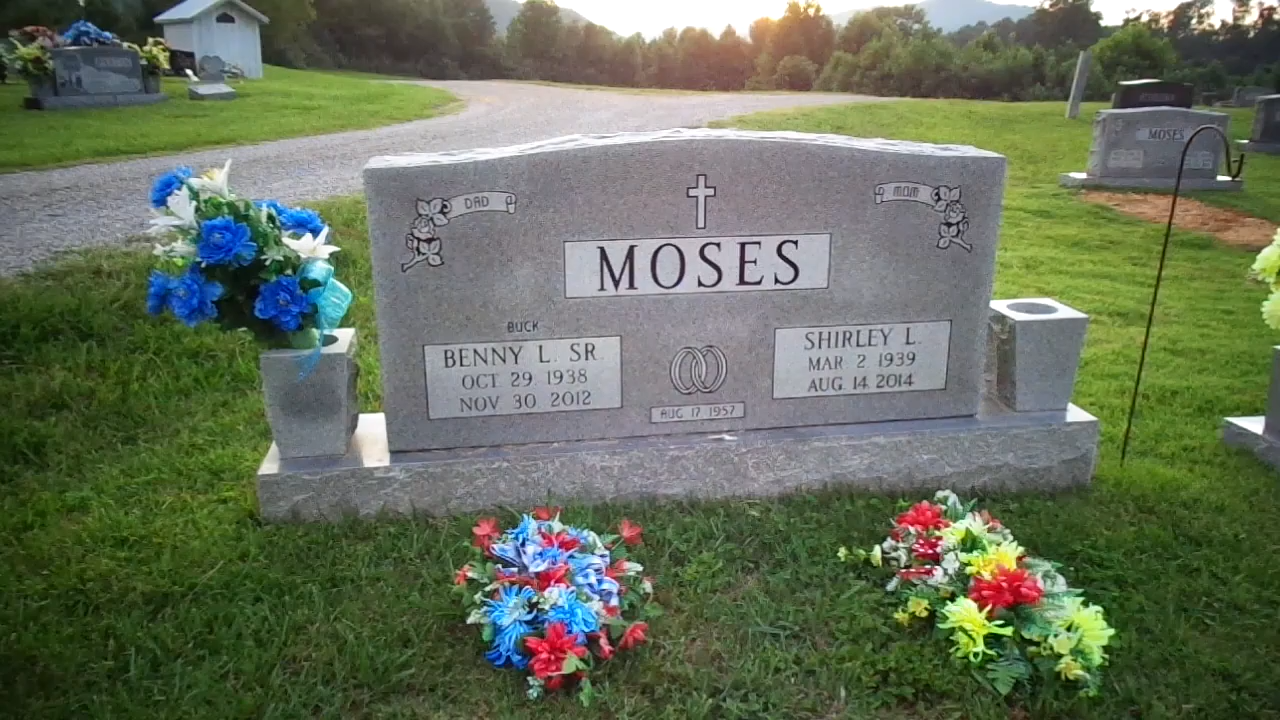 DAD
MOM
MOSES
BUCK
BENNY L. SR.
OCT 29 1938
NOV 30 2012
SHIRLEY L.
MAR 2 1939
AUG 14 2014
AUG 17 1957
MOSES